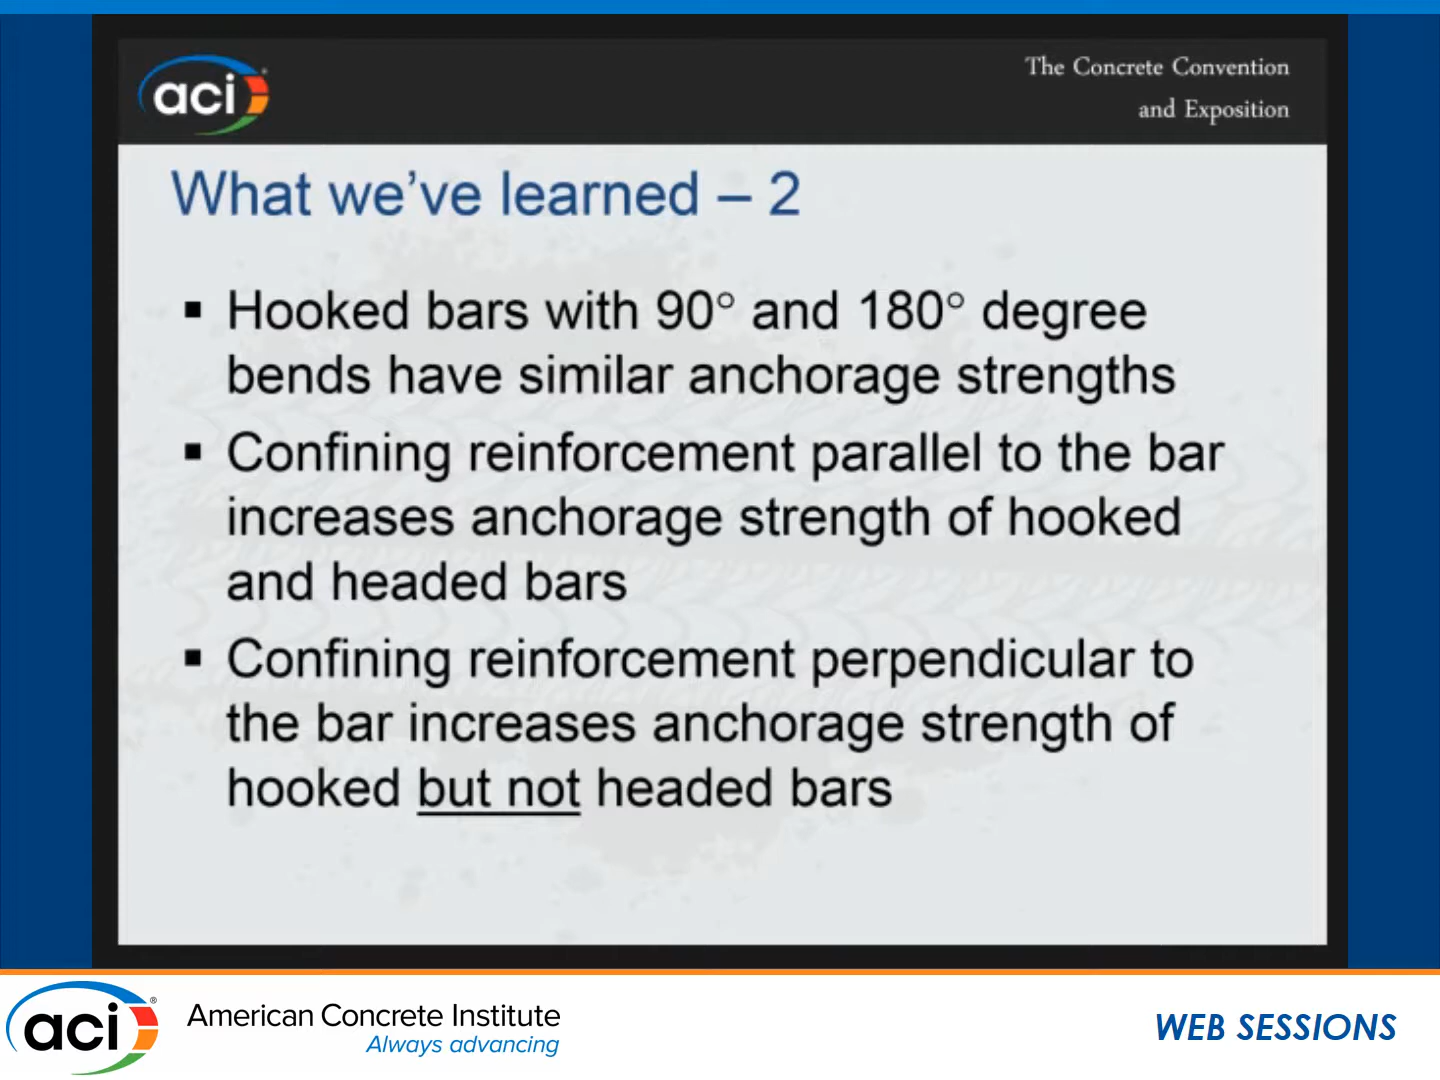 aci
The Concrete Convention
and Exposition
What we've learned – 2
▪ Hooked bars with 90° and 180° degree
bends have similar anchorage strengths
▪ Confining reinforcement parallel to the bar
increases anchorage strength of hooked
and headed bars
▪ Confining reinforcement perpendicular to
the bar increases anchorage strength of
hooked but not headed bars
aci®
American Concrete Institute
Always advancing
WEB SESSIONS